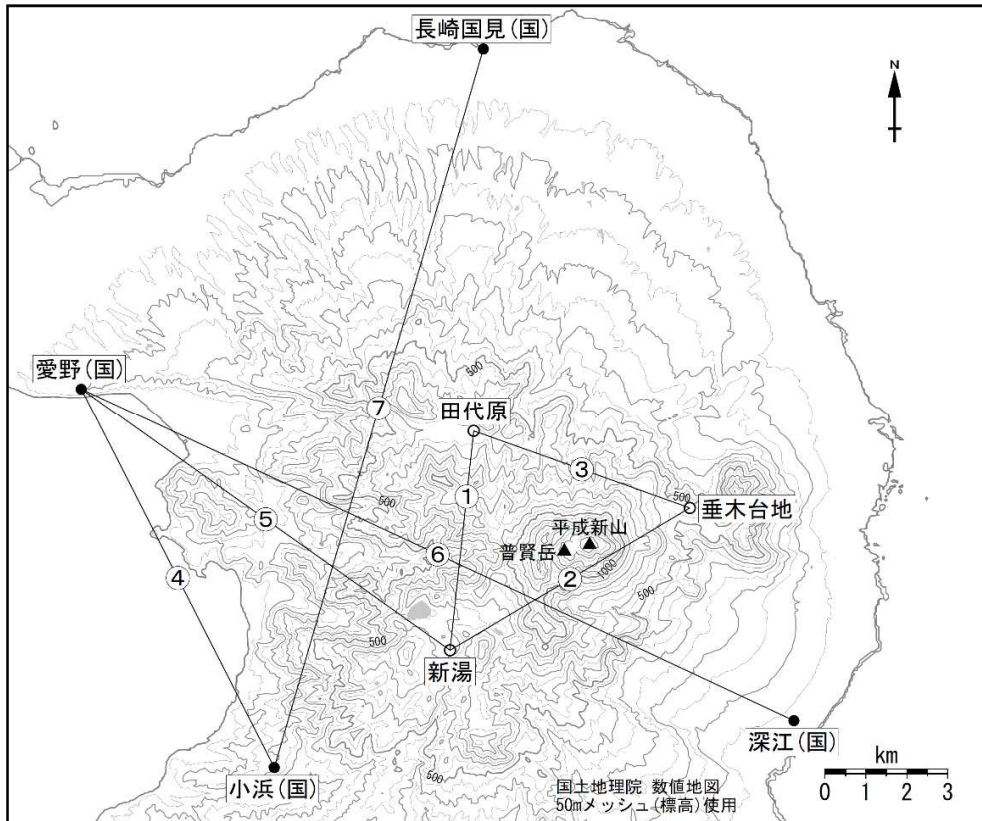 長崎国見(国)
N
愛野(国)
500
⑦
田代原
③
①
500
500
垂木台地
⑤
平成新山
普賢岳
⑥
④
②
1000
500
500
新湯
深江(国)
km
小浜(国)
500
国土地理院 数値地図
50mメッシュ(標高)使用
0 1 2 3